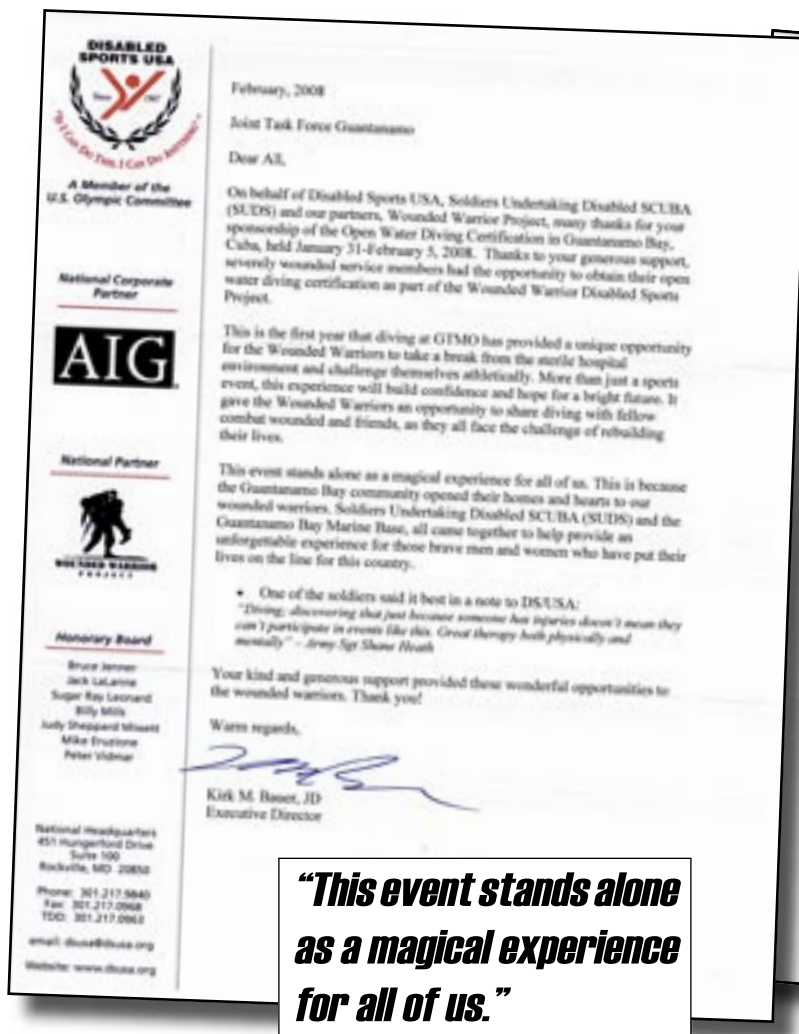 DISABLED
SPORTS USA
Since 1967
"If I Can Do This, I Can Do Anything"
A Member of the
U.S. Olympic Committee
National Corporate
Partner
AIG
National Partner
WOUNDED WARRIOR
PROJECT
Honorary Board
Bruce Jenner
Jack LaLanne
Sugar Ray Leonard
Billy Mills
Judy Sheppard Missett
Mike Eruzione
Peter Vidmar
National Headquarters
451 Hungerford Drive
Suite 100
Rockville, MD 20850
Phone: 301.217.9840
Fax: 301.217.0968
TDD: 301.217.0963
email: dsusa@dsusa.org
Website: www.dsusa.org
February, 2008
Joint Task Force Guantanamo
Dear All,
On behalf of Disabled Sports USA, Soldiers Undertaking Disabled SCUBA
(SUDS) and our partners, Wounded Warrior Project, many thanks for your
sponsorship of the Open Water Diving Certification in Guantanamo Bay,
Cuba, held January 31-February 5, 2008. Thanks to your generous support,
severely wounded service members had the opportunity to obtain their open
water diving certification as part of the Wounded Warrior Disabled Sports
Project.
This is the first year that diving at GTMO has provided a unique opportunity
for the Wounded Warriors to take a break from the sterile hospital
environment and challenge themselves athletically. More than just a sports
event, this experience will build confidence and hope for a bright future. It
gave the Wounded Warriors an opportunity to share diving with fellow
combat wounded and friends, as they all face the challenge of rebuilding
their lives.
This event stands alone as a magical experience for all of us. This is because
the Guantanamo Bay community opened their homes and hearts to our
wounded warriors. Soldiers Undertaking Disabled SCUBA (SUDS) and the
Guantanamo Bay Marine Base, all came together to help provide an
unforgettable experience for those brave men and women who have put their
lives on the line for this country.
• One of the soldiers said it best in a note to DS/USA:
"Diving; discovering that just because someone has injuries doesn't mean they
can't participate in events like this. Great therapy both physically and
mentally" – Army Sgt Shane Heath
Your kind and generous support provided these wonderful opportunities to
the wounded warriors. Thank you!
Warm regards,
Kirk M. Bauer, JD
Executive Director
“This event stands alone
as a magical experience
for all of us.”